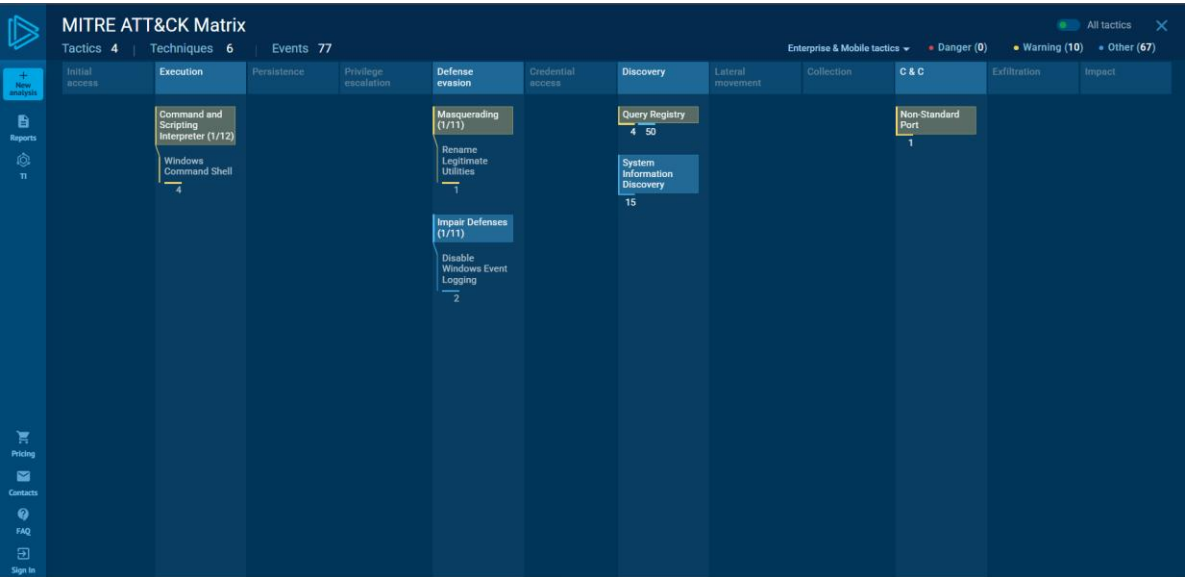 MITRE ATT&CK Matrix
All tactics
Tactics 4 | Techniques 6 | Events 77
Enterprise & Mobile tactics
Danger (0)
Warning (10)
Other (67)
+
New
analysis
Reports
TI
Pricing
Contacts
FAQ
Sign In
Initial
access
Execution
Persistence
Privilege
escalation
Defense
evasion
Credential
access
Discovery
Lateral
movement
Collection
C & C
Exfiltration
Impact
Command and
Scripting
Interpreter (1/12)
Windows
Command Shell
4
Masquerading
(1/11)
Rename
Legitimate
Utilities
1
Impair Defenses
(1/11)
Disable
Windows Event
Logging
2
Query Registry
4 50
System
Information
Discovery
15
Non-Standard
Port
1